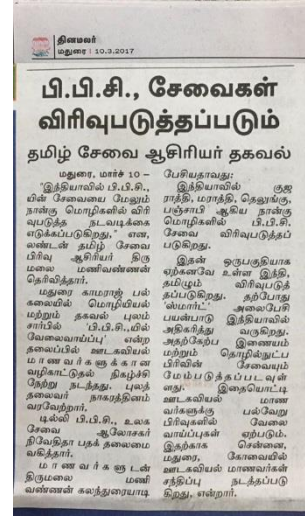 தினமலர்
மதுரை | 10.3.2017
பி.பி.சி., சேவைகள்
விரிவுபடுத்தப்படும்
தமிழ் சேவை ஆசிரியர் தகவல்
மதுரை, மார்ச் 10 –
"இந்தியாவில் பி.பி.சி.,
யின் சேவையை மேலும்
நான்கு மொழிகளில் விரி
வுபடுத்த நடவடிக்கை
எடுக்கப்படுகிறது," என,
லண்டன் தமிழ் சேவை
பிரிவு ஆசிரியர் திரு
மலை மணிவண்ணன்
தெரிவித்தார்.
மதுரை காமராஜ் பல்
கலையில் மொழியியல்
மற்றும் தகவல் புலம்
சார்பில் 'பி.பி.சி.,யில்
வேலைவாய்ப்பு' என்ற
தலைப்பில் ஊடகவியல்
மாணவர்களுக்கான
வழிகாட்டுதல் நிகழ்ச்சி
நேற்று நடத்தது. புலத்
தலைவர் நாகரத்தினம்
வரவேற்றார்.
டில்லி பி.பி.சி., உலக
சேவை ஆலோசகர்
நிவேதிதா பதக் தலைமை
வகித்தார்.
மாணவர்களுடன்
திருமலை மணி
வண்ணன் கலந்துரையாடி
பேசியதாவது:
இந்தியாவில் குஜ
ராத்தி, மராத்தி, தெலுங்கு,
பஞ்சாபி ஆகிய நான்கு
மொழிகளில் பி.பி.சி.
சேவை விரிவுபடுத்தப்
படுகிறது.
இதன் ஒருபகுதியாக
ஏற்கனவே உள்ள இந்தி,
தமிழும் விரிவுபடுத்
தப்படுகிறது. தற்போது
'ஸ்மார்ட்' அலைபேசி
பயன்பாடு இந்தியாவில்
அதிகரித்து வருகிறது.
அதற்கேற்ப இணையம்
மற்றும் தொழில்நுட்ப
பிரிவின் சேவையும்
மேம்படுத்தப்படவுள்
ளது. இதையொட்டி
ஊடகவியல் மாண
வர்களுக்கு பல்வேறு
பிரிவுகளில் வேலை
வாய்ப்புகள் ஏற்படும்.
இதற்காக சென்னை,
மதுரை, கோவையில்
ஊடகவியல் மாணவர்கள்
சந்திப்பு நடத்தப்படு
கிறது, என்றார்.